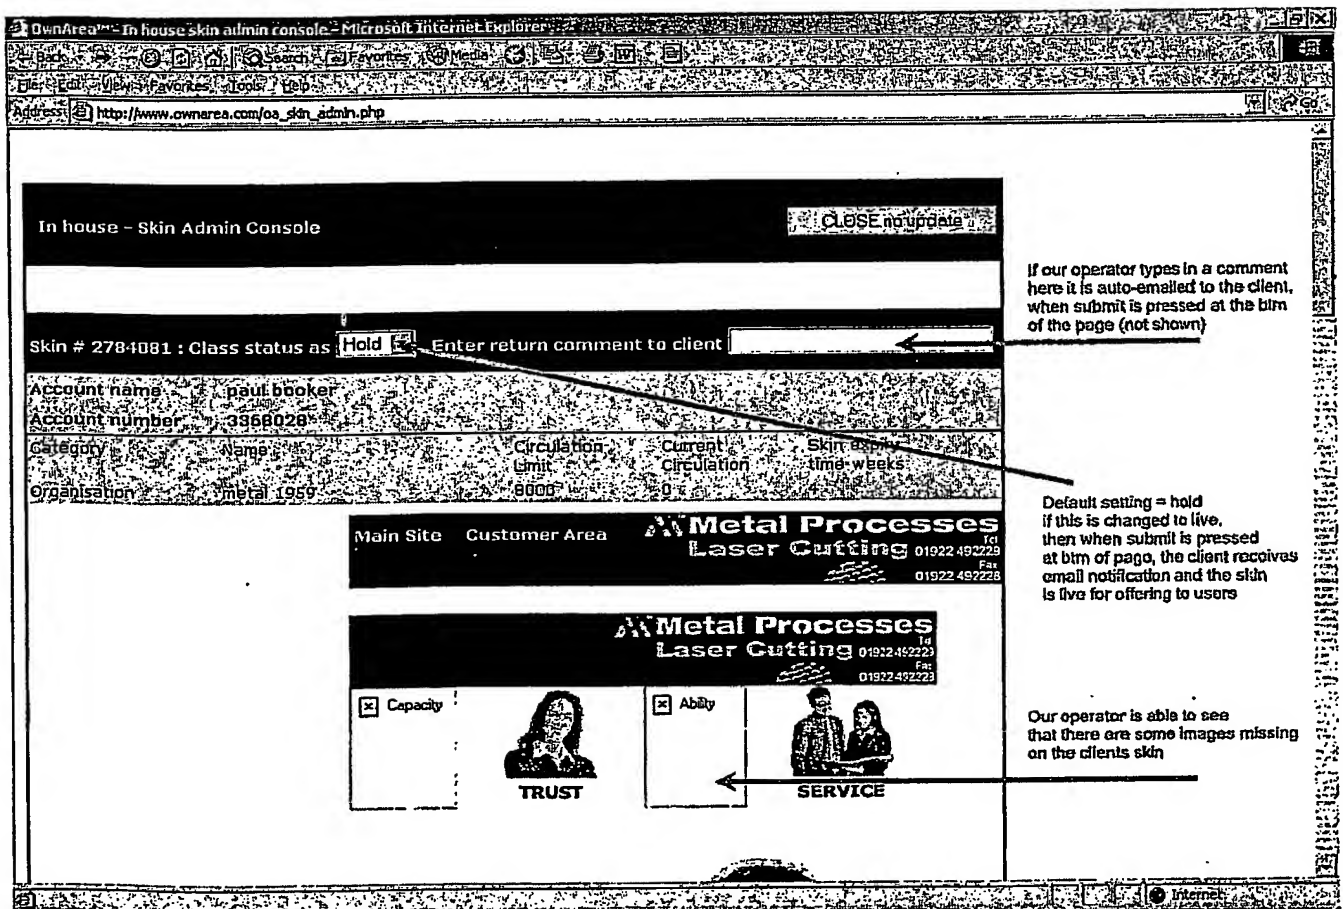 OwnArea™ - In house skin admin console - Microsoft Internet Explorer
Back Search Favorites Media
File Edit View Favorites Tools Help
Address http://www.ownarea.com/oa_skin_admin.php Go
In house - Skin Admin Console
CLOSE no update
If our operator types in a comment
here it is auto-emailed to the client,
when submit is pressed at the btm
of the page (not shown)
Skin # 2784081 : Class status as Hold Enter return comment to client
Account name paul booker
Account number 3368028
Category Name Circulation Limit Current Circulation Skin expiry time-weeks
Organisation metal 1959 8000 0
Default setting = hold
if this is changed to live,
then when submit is pressed
at btm of page, the client receives
email notification and the skin
is live for offering to users
Main Site Customer Area Metal Processes
Laser Cutting
Tel
01922 492229
Fax
01922 492228
Metal Processes
Laser Cutting
Tel
Fax
Capacity
TRUST
Ability
SERVICE
Our operator is able to see
that there are some images missing
on the clients skin
Internet